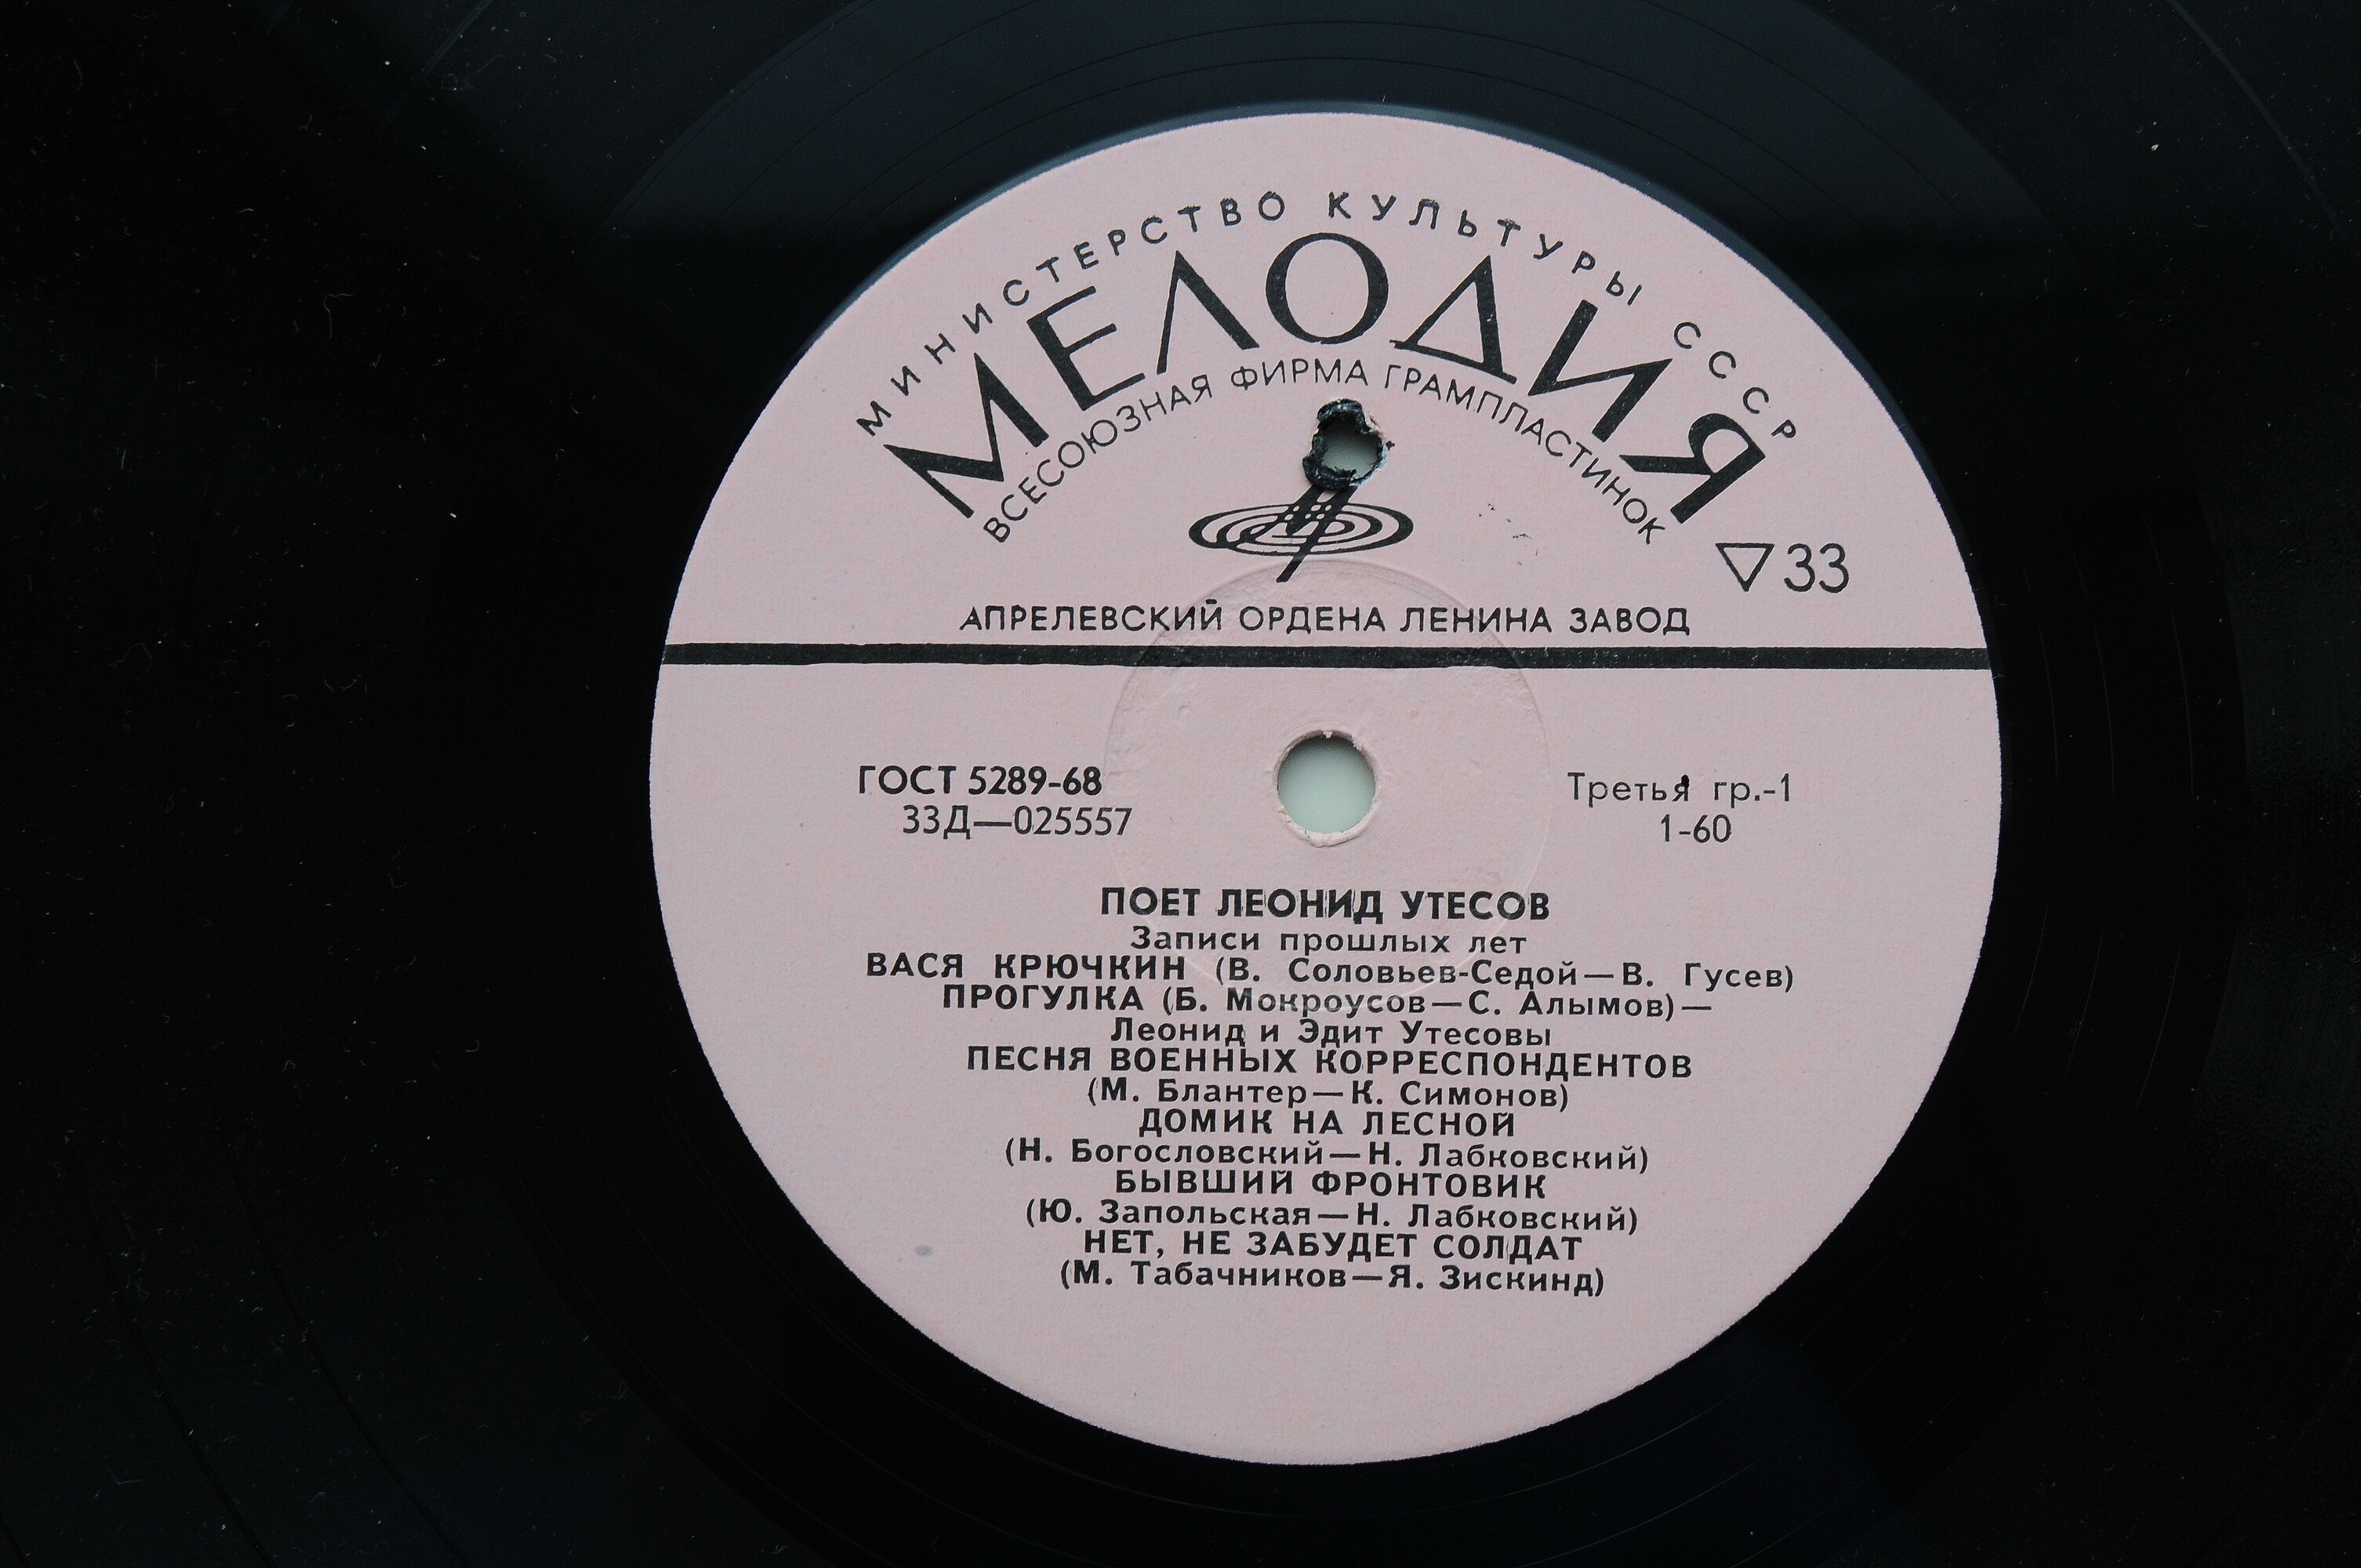 МИНИСТЕРСТВО КУЛЬТУРЫ СССР
МЕЛОДИЯ
ВСЕСОЮЗНАЯ ФИРМА ГРАМПЛАСТИНОК
▽33
АПРЕЛЕВСКИЙ ОРДЕНА ЛЕНИНА ЗАВОД
ГОСТ 5289-68
33Д—025557
Третья гр.-1
1-60
ПОЕТ ЛЕОНИД УТЕСОВ
Записи прошлых лет
ВАСЯ КРЮЧКИН (В. Соловьев-Седой—В. Гусев)
ПРОГУЛКА (Б. Мокроусов—С. Алымов)—
Леонид и Эдит Утесовы
ПЕСНЯ ВОЕННЫХ КОРРЕСПОНДЕНТОВ
(М. Блантер—К. Симонов)
ДОМИК НА ЛЕСНОЙ
(Н. Богословский—Н. Лабковский)
БЫВШИЙ ФРОНТОВИК
(Ю. Запольская—Н. Лабковский)
НЕТ, НЕ ЗАБУДЕТ СОЛДАТ
(М. Табачников—Я. Зискинд)